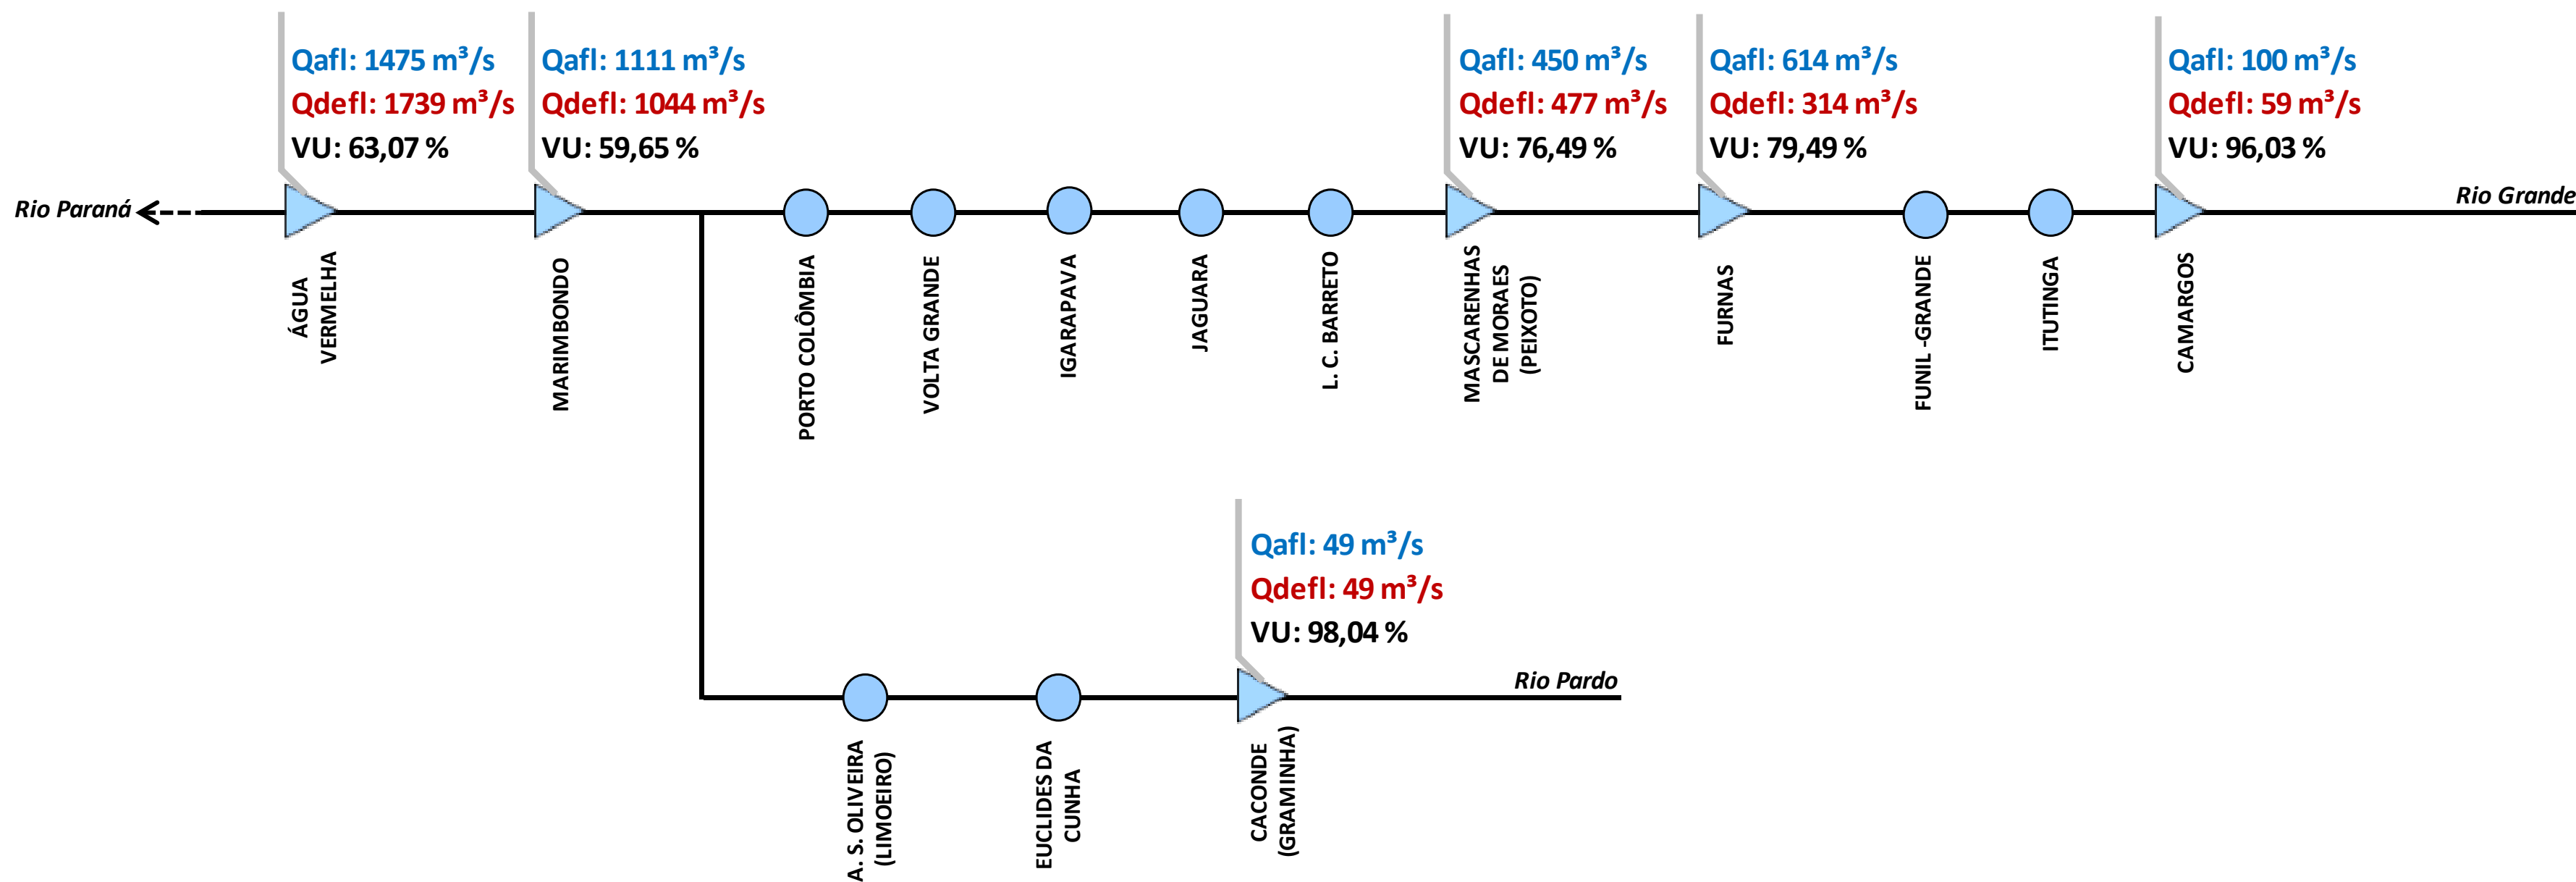 Qafl: 1475 m³/s
Qdefl: 1739 m³/s
VU: 63,07 %
Qafl: 1111 m³/s
Qdefl: 1044 m³/s
VU: 59,65 %
Qafl: 450 m³/s
Qdefl: 477 m³/s
VU: 76,49 %
Qafl: 614 m³/s
Qdefl: 314 m³/s
VU: 79,49 %
Qafl: 100 m³/s
Qdefl: 59 m³/s
VU: 96,03 %
Rio Paraná
Rio Grande
ÁGUA
VERMELHA
MARIMBONDO
PORTO COLÔMBIA
VOLTA GRANDE
IGARAPAVA
JAGUARA
L. C. BARRETO
MASCARENHAS
DE MORAES
(PEIXOTO)
FURNAS
FUNIL -GRANDE
ITUTINGA
CAMARGOS
Qafl: 49 m³/s
Qdefl: 49 m³/s
VU: 98,04 %
Rio Pardo
A. S. OLIVEIRA
(LIMOEIRO)
EUCLIDES DA
CUNHA
CACONDE
(GRAMINHA)